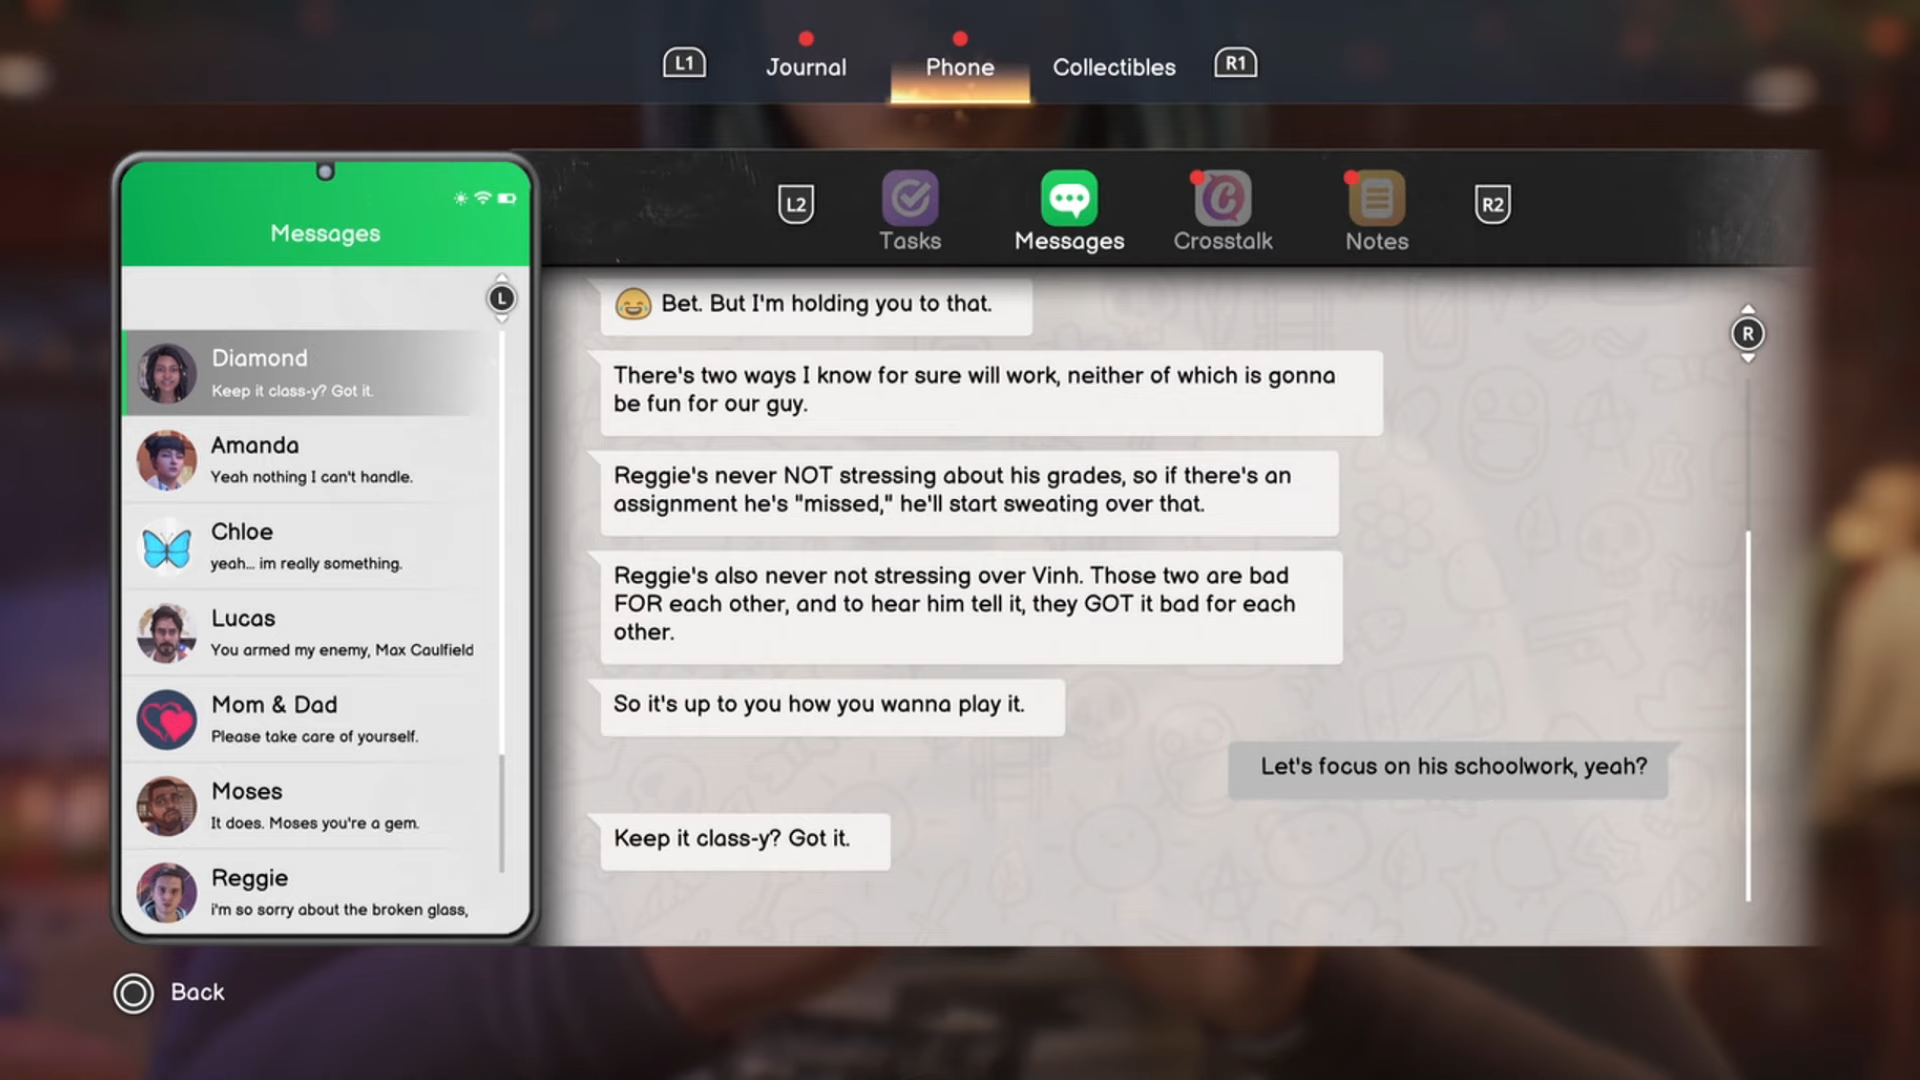 L1
Journal
Phone
Collectibles
R1
Messages
L
Diamond
Keep it class-y? Got it.
Amanda
Yeah nothing I can't handle.
Chloe
yeah... im really something.
Lucas
You armed my enemy, Max Caulfield
Mom & Dad
Please take care of yourself.
Moses
It does. Moses you're a gem.
Reggie
i'm so sorry about the broken glass,
L2
Tasks
Messages
Crosstalk
Notes
R2
R
😂 Bet. But I'm holding you to that.
There's two ways I know for sure will work, neither of which is gonna
be fun for our guy.
Reggie's never NOT stressing about his grades, so if there's an
assignment he's "missed," he'll start sweating over that.
Reggie's also never not stressing over Vinh. Those two are bad
FOR each other, and to hear him tell it, they GOT it bad for each
other.
So it's up to you how you wanna play it.
Let's focus on his schoolwork, yeah?
Keep it class-y? Got it.
Back